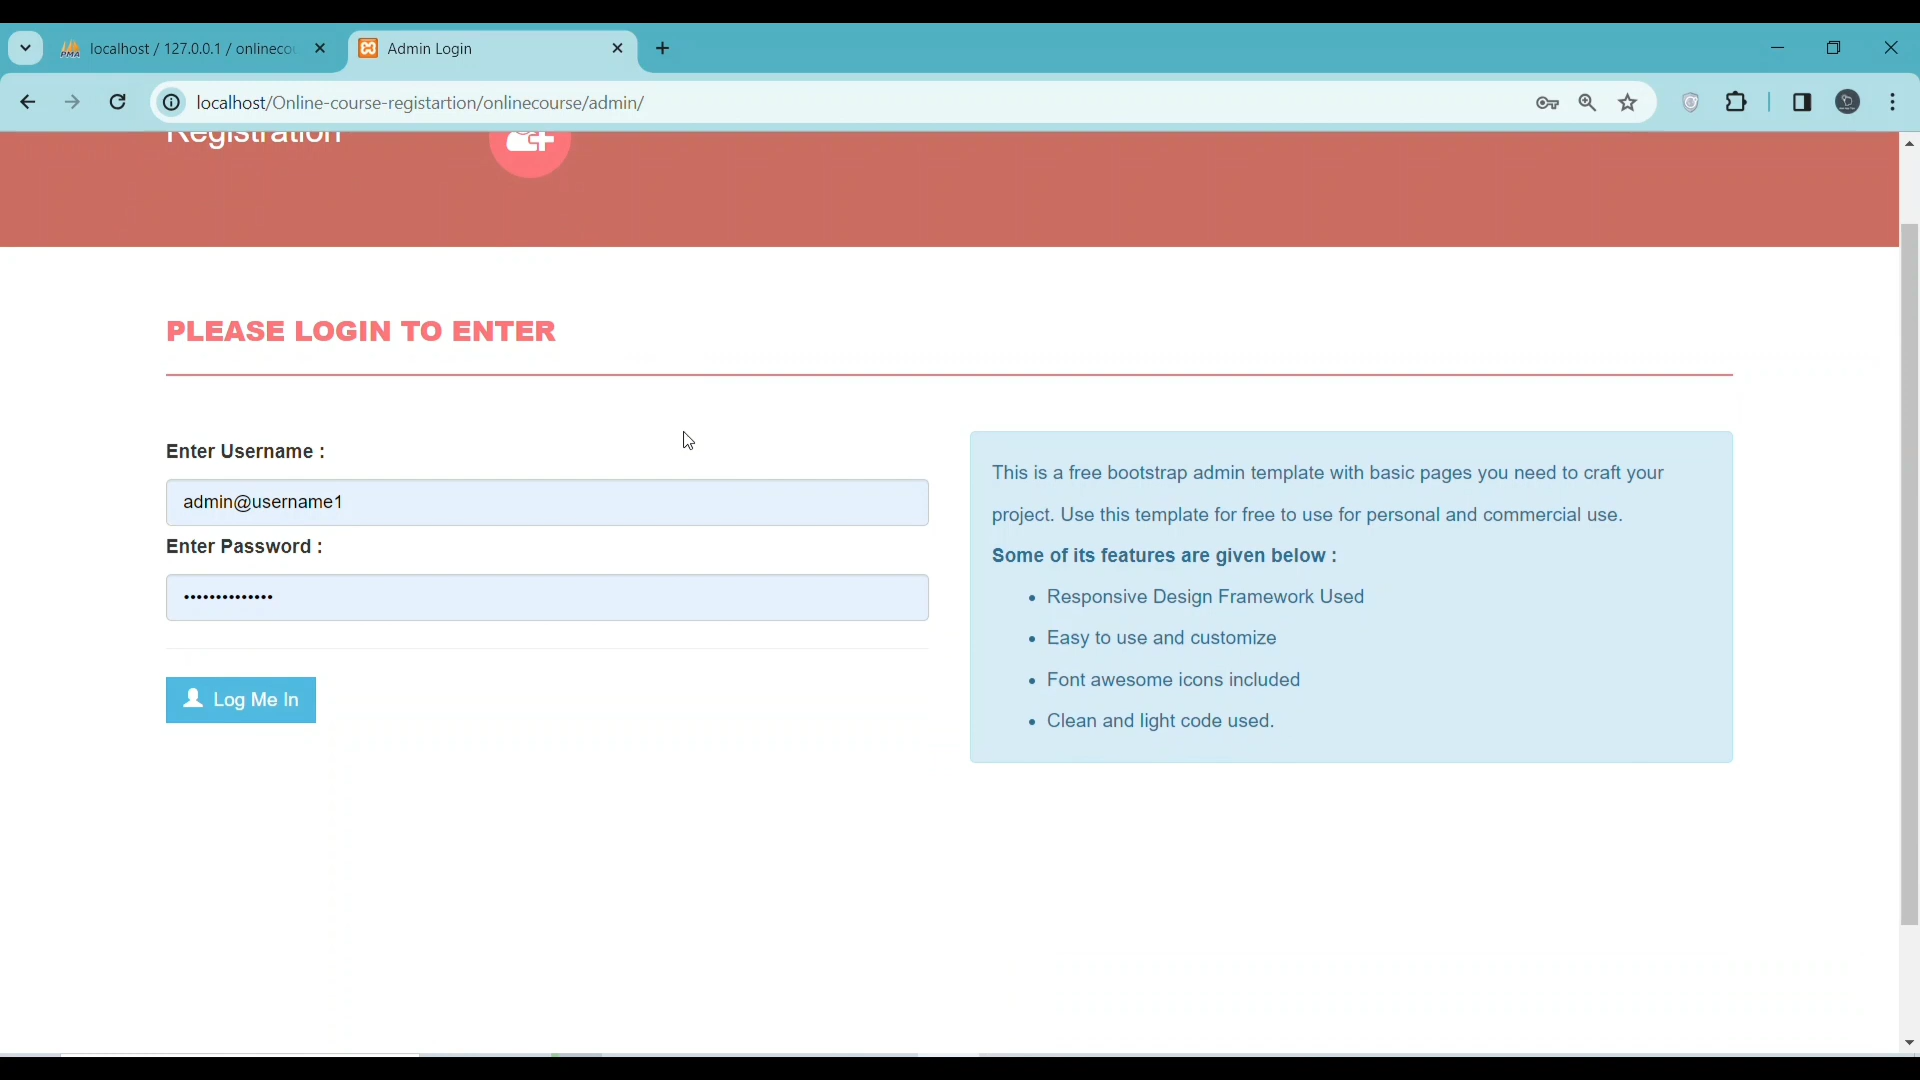 localhost / 127.0.0.1 / onlinecou
Admin Login
localhost/Online-course-registartion/onlinecourse/admin/
Registration
PLEASE LOGIN TO ENTER
Enter Username :
admin@username1
Enter Password :
••••••••••••••
Log Me In
This is a free bootstrap admin template with basic pages you need to craft your
project. Use this template for free to use for personal and commercial use.
Some of its features are given below :
• Responsive Design Framework Used
• Easy to use and customize
• Font awesome icons included
• Clean and light code used.